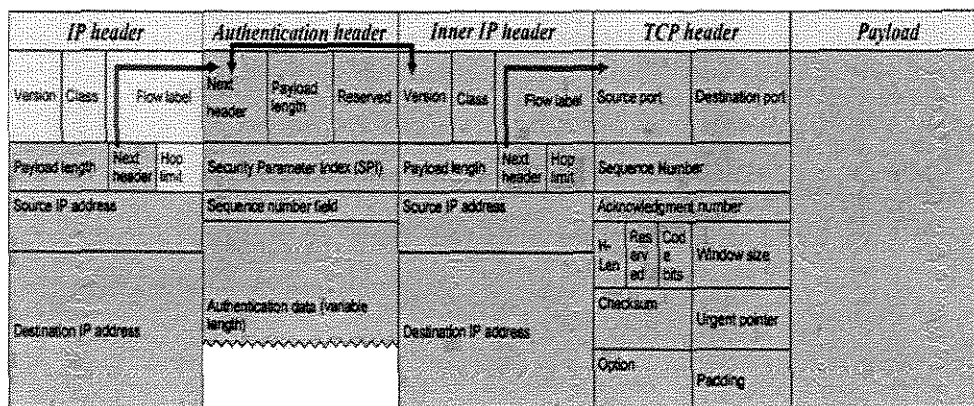 IP header Authentication header Inner IP header TCP header Payload
Version Class Flow label
Next header
Payload length
Reserved
Version Class Flow label
Source port Destination port
Payload length
Next header
Hop limit
Security Parameter Index (SPI)
Payload length
Next header
Hop limit
Sequence Number
Source IP address
Sequence number field
Source IP address
Acknowledgment number
H-Len
Reserved
Code bits
Window size
Destination IP address
Authentication data (variable length)
Destination IP address
Checksum
Urgent pointer
Option
Padding